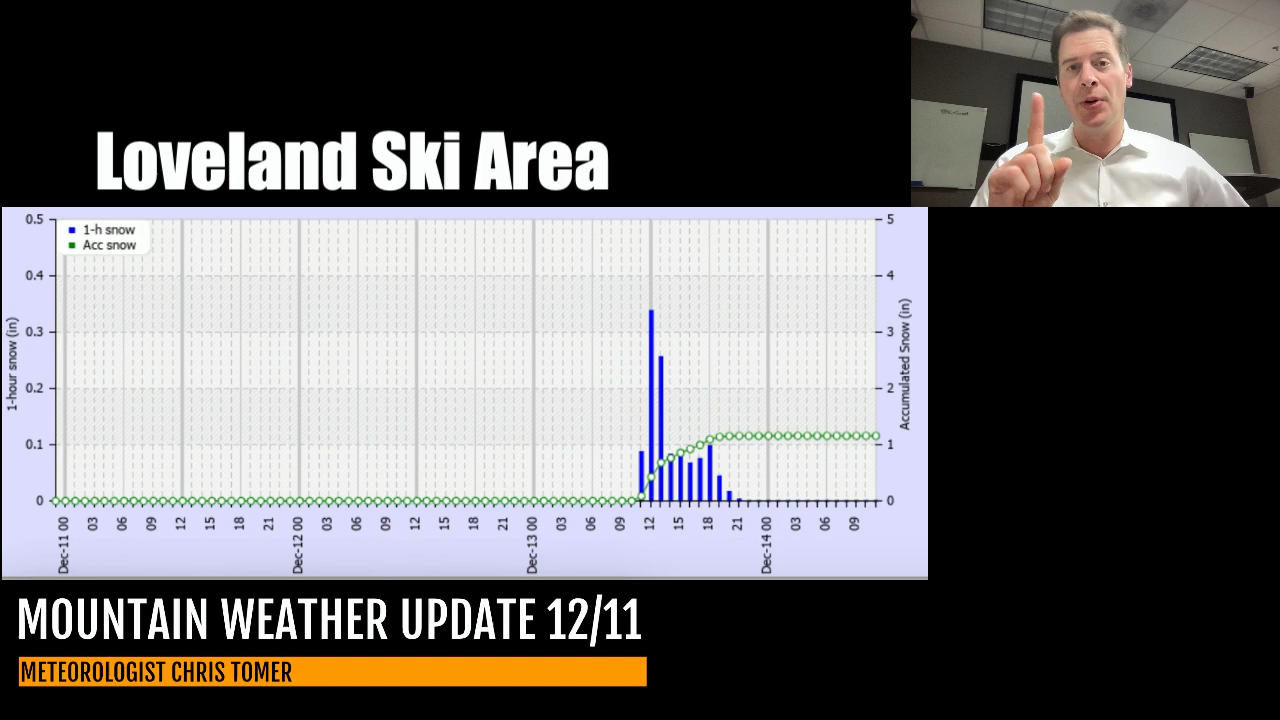 Loveland Ski Area
1-h snow
Acc snow
0.5
0.4
0.3
0.2
0.1
0
1-hour snow (in)
5
4
3
2
1
0
Accumulated Snow (in)
Dec-11 00 03 06 09 12 15 18 21 Dec-12 00 03 06 09 12 15 18 21 Dec-13 00 03 06 09 12 15 18 21 Dec-14 00 03 06 09
MOUNTAIN WEATHER UPDATE 12/11
METEOROLOGIST CHRIS TOMER